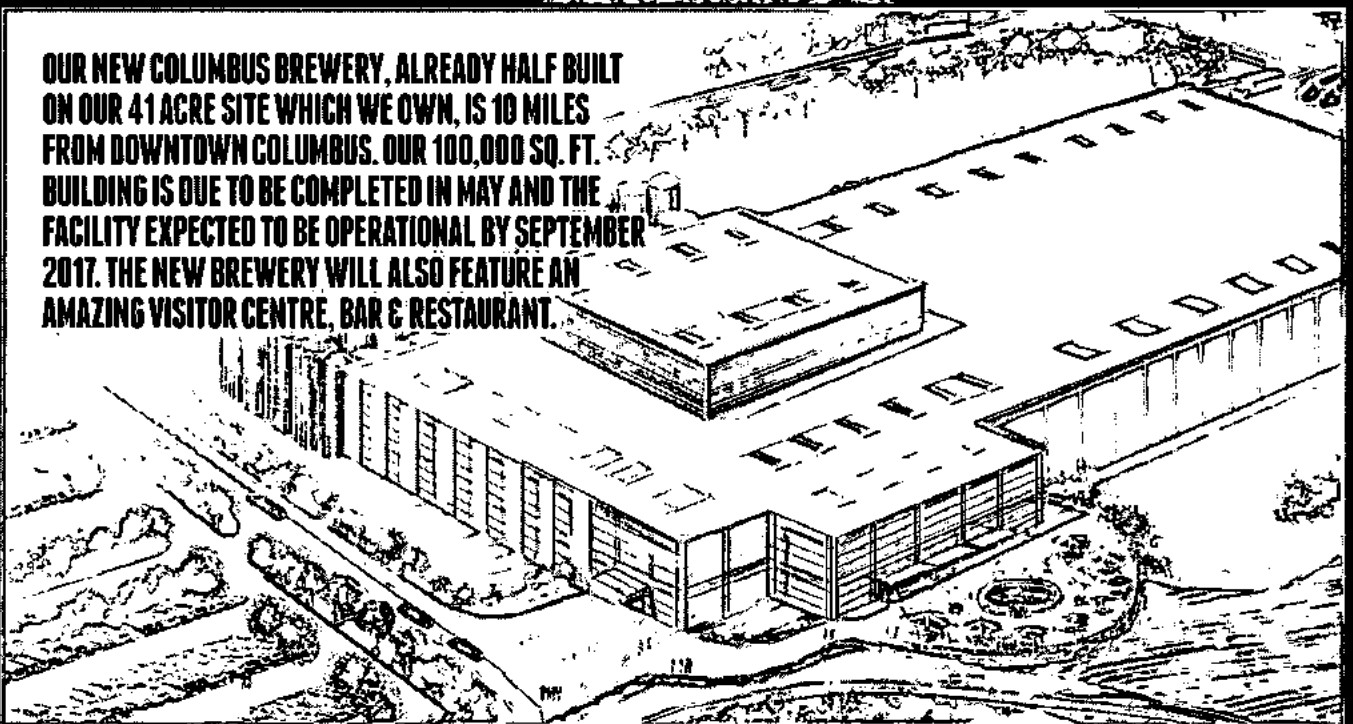 OUR NEW COLUMBUS BREWERY, ALREADY HALF BUILT
ON OUR 41 ACRE SITE WHICH WE OWN, IS 10 MILES
FROM DOWNTOWN COLUMBUS. OUR 100,000 SQ. FT.
BUILDING IS DUE TO BE COMPLETED IN MAY AND THE
FACILITY EXPECTED TO BE OPERATIONAL BY SEPTEMBER
2017. THE NEW BREWERY WILL ALSO FEATURE AN
AMAZING VISITOR CENTRE, BAR & RESTAURANT.